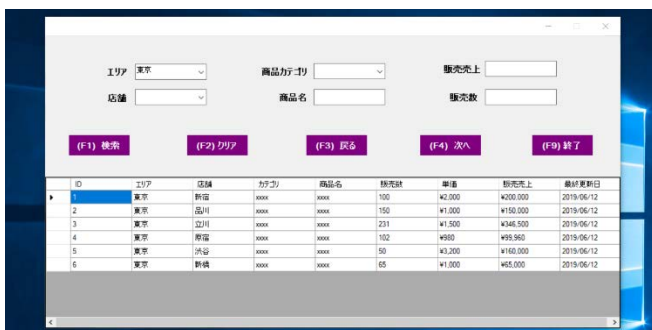 エリア 東京 商品カテゴリ 販売売上
店舗 商品名 販売数
(F1) 検索 (F2) クリア (F3) 戻る (F4) 次へ (F9) 終了
ID エリア 店舗 カテゴリ 商品名 販売数 単価 販売売上 最終更新日
1 東京 新宿 xxxx xxxx 100 ¥2,000 ¥200,000 2019/06/12
2 東京 品川 xxxx xxxx 150 ¥1,000 ¥150,000 2019/06/12
3 東京 立川 xxxx xxxx 231 ¥1,500 ¥346,500 2019/06/12
4 東京 原宿 xxxx xxxx 102 ¥980 ¥99,960 2019/06/12
5 東京 渋谷 xxxx xxxx 50 ¥3,200 ¥160,000 2019/06/12
6 東京 新橋 xxxx xxxx 65 ¥1,000 ¥65,000 2019/06/12